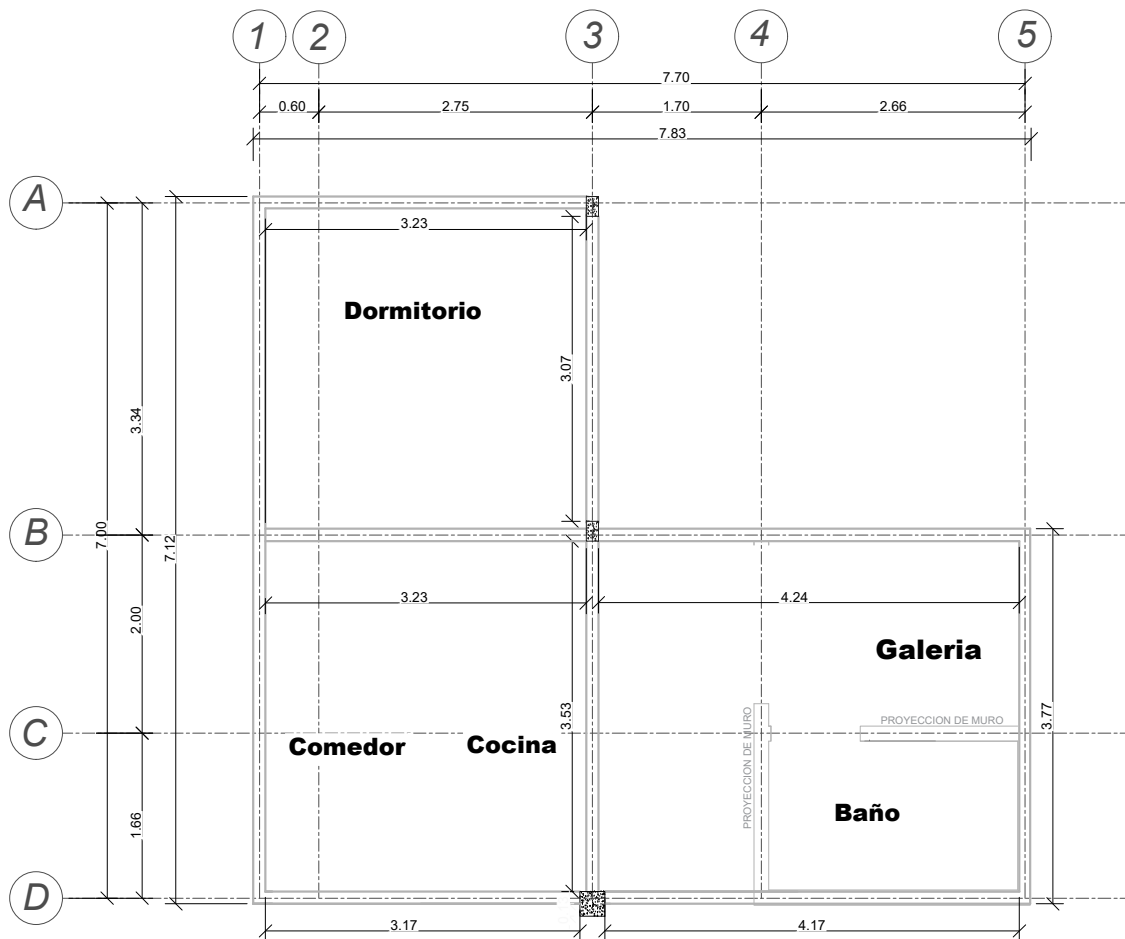 1 2 3 4 5
7.70
0.60 2.75 1.70 2.66
7.83
A
3.23
Dormitorio
3.07
3.34
7.00
7.12
B
3.23 4.24
2.00
Galeria
3.53
3.77
PROYECCION DE MURO
PROYECCION DE MURO
C
Comedor Cocina
Baño
1.66
D
3.17 4.17